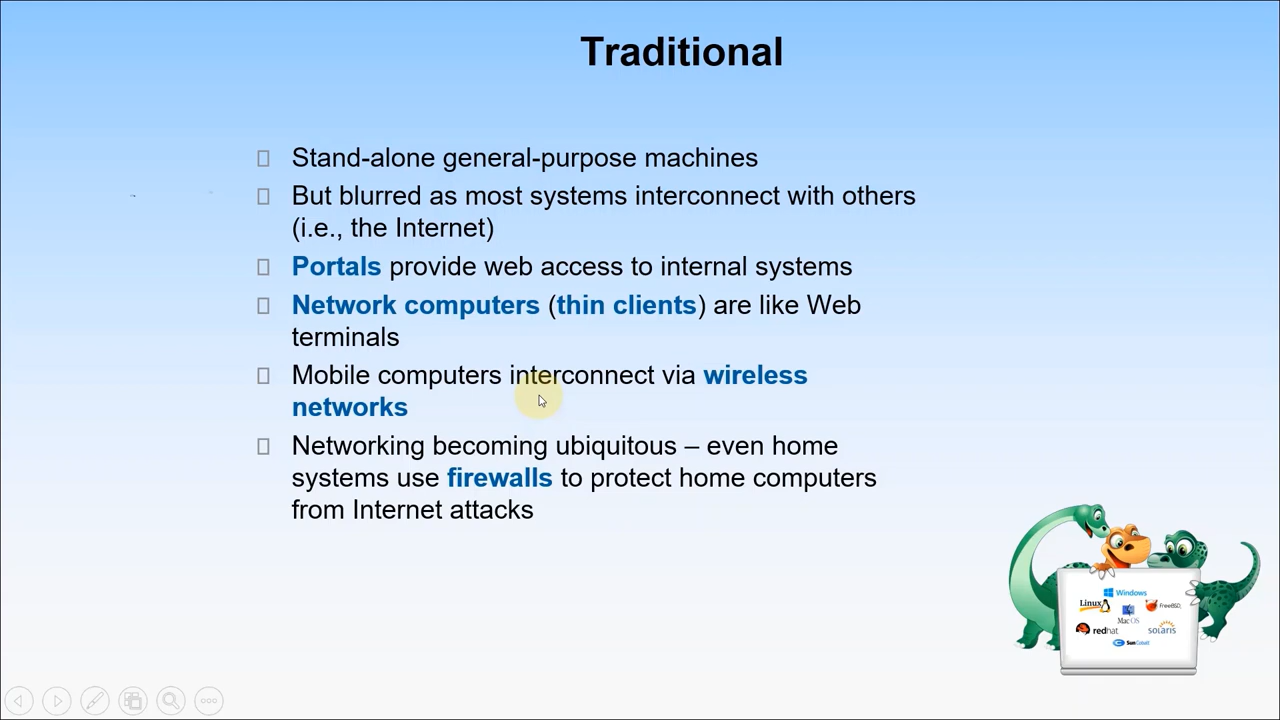 Traditional
Stand-alone general-purpose machines
But blurred as most systems interconnect with others
(i.e., the Internet)
Portals provide web access to internal systems
Network computers (thin clients) are like Web
terminals
Mobile computers interconnect via wireless
networks
Networking becoming ubiquitous – even home
systems use firewalls to protect home computers
from Internet attacks
Windows
Linux
FreeBSD
Mac OS
redhat
solaris
Sun Cobalt